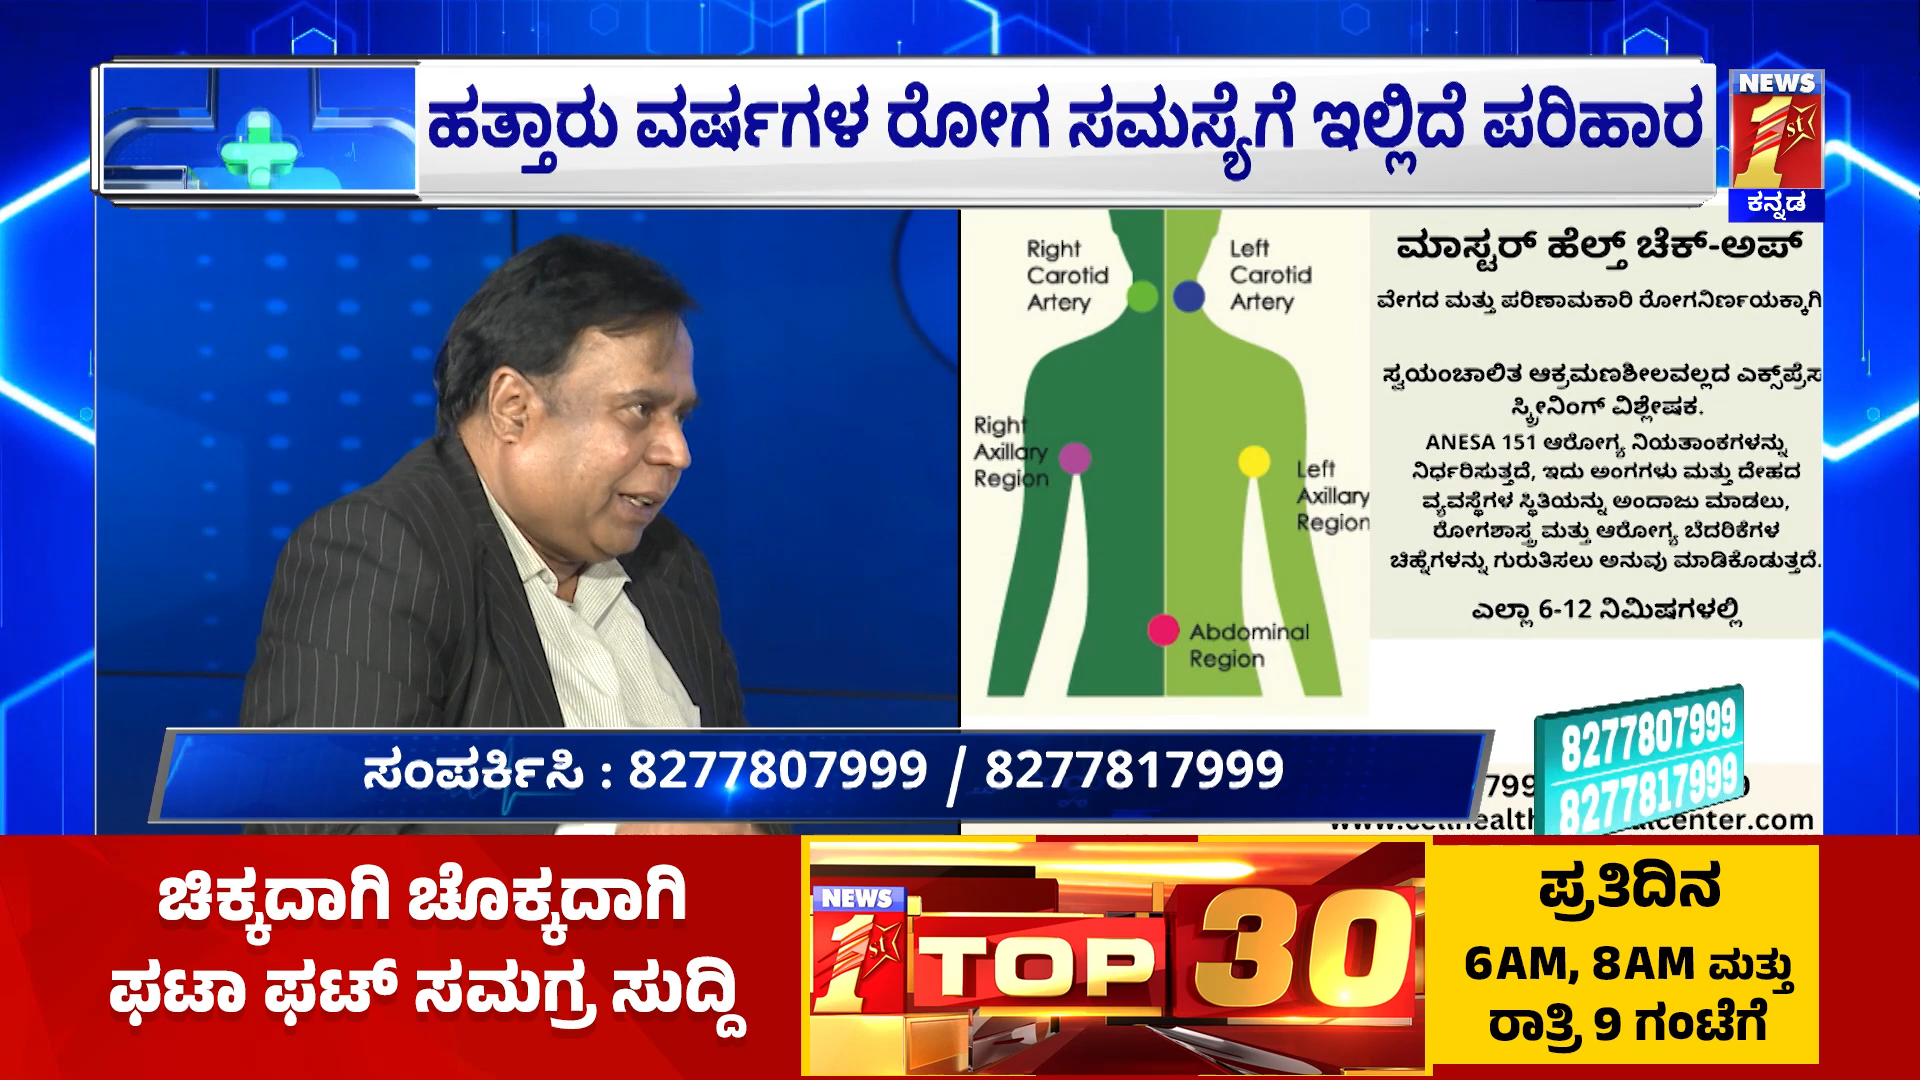 ಹತ್ತಾರು ವರ್ಷಗಳ ರೋಗ ಸಮಸ್ಯೆಗೆ ಇಲ್ಲಿದೆ ಪರಿಹಾರ
NEWS
1st
ಕನ್ನಡ
Right
Carotid
Artery
Left
Carotid
Artery
Right
Axillary
Region
Left
Axillary
Region
Abdominal
Region
ಮಾಸ್ಟರ್ ಹೆಲ್ತ್ ಚೆಕ್-ಅಪ್
ವೇಗದ ಮತ್ತು ಪರಿಣಾಮಕಾರಿ ರೋಗನಿರ್ಣಯಕ್ಕಾಗಿ
ಸ್ವಯಂಚಾಲಿತ ಆಕ್ರಮಣಶೀಲವಲ್ಲದ ಎಕ್ಸ್‌ಪ್ರೆಸ
ಸ್ಕ್ರೀನಿಂಗ್ ವಿಶ್ಲೇಷಕ.
ANESA 151 ಆರೋಗ್ಯ ನಿಯತಾಂಕಗಳನ್ನು
ನಿರ್ಧರಿಸುತ್ತದೆ, ಇದು ಅಂಗಗಳು ಮತ್ತು ದೇಹದ
ವ್ಯವಸ್ಥೆಗಳ ಸ್ಥಿತಿಯನ್ನು ಅಂದಾಜು ಮಾಡಲು,
ರೋಗಶಾಸ್ತ್ರ ಮತ್ತು ಆರೋಗ್ಯ ಬೆದರಿಕೆಗಳ
ಚಿಹ್ನೆಗಳನ್ನು ಗುರುತಿಸಲು ಅನುವು ಮಾಡಿಕೊಡುತ್ತದೆ.
ಎಲ್ಲಾ 6-12 ನಿಮಿಷಗಳಲ್ಲಿ
8277807999
8277817999
ಸಂಪರ್ಕಿಸಿ : 8277807999 / 8277817999
ಚಿಕ್ಕದಾಗಿ ಚೊಕ್ಕದಾಗಿ
ಫಟಾ ಫಟ್ ಸಮಗ್ರ ಸುದ್ದಿ
NEWS
1st
TOP 30
ಪ್ರತಿದಿನ
6AM, 8AM ಮತ್ತು
ರಾತ್ರಿ 9 ಗಂಟೆಗೆ